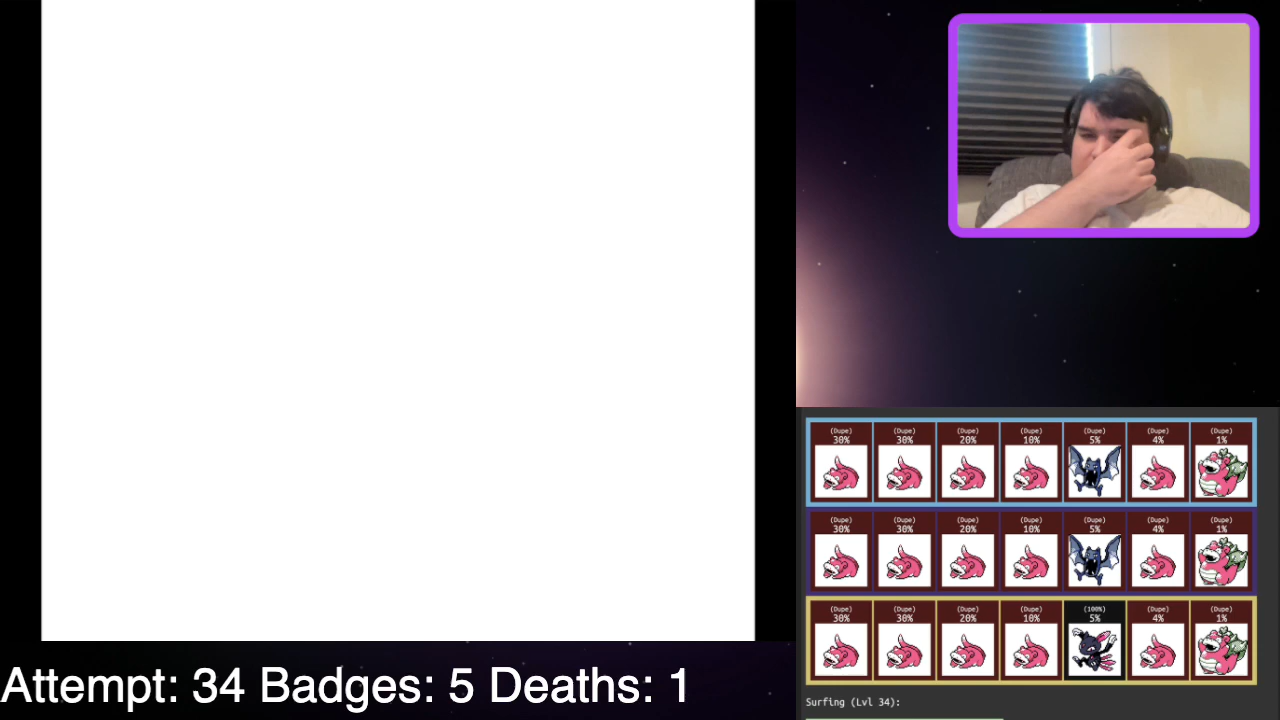 (Dupe) (Dupe) (Dupe) (Dupe) (Dupe) (Dupe) (Dupe)
30% 30% 20% 10% 5% 4% 1%
(Dupe) (Dupe) (Dupe) (Dupe) (Dupe) (Dupe) (Dupe)
30% 30% 20% 10% 5% 4% 1%
(Dupe) (Dupe) (Dupe) (Dupe) (100%) (Dupe) (Dupe)
30% 30% 20% 10% 5% 4% 1%
Surfing (Lvl 34):
Attempt: 34 Badges: 5 Deaths: 1